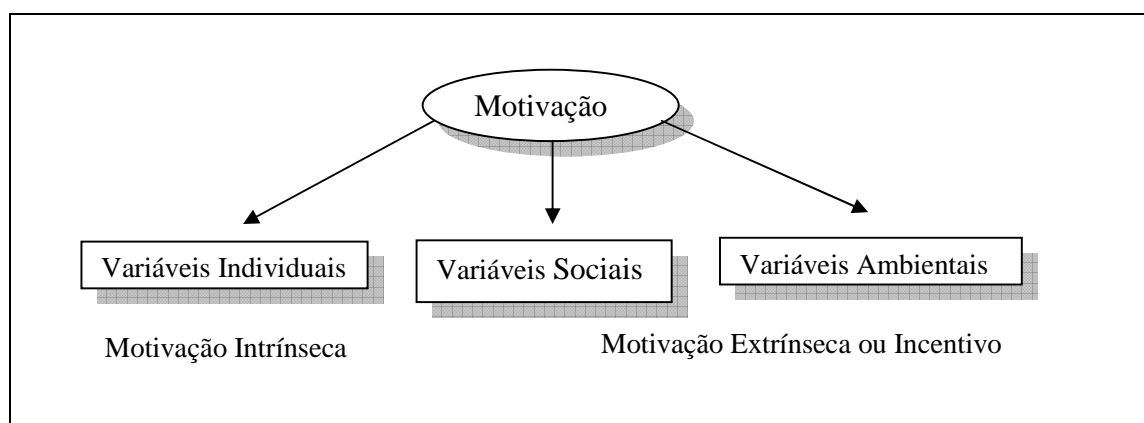 Motivação
Variáveis Individuais
Variáveis Sociais
Variáveis Ambientais
Motivação Intrínseca
Motivação Extrínseca ou Incentivo